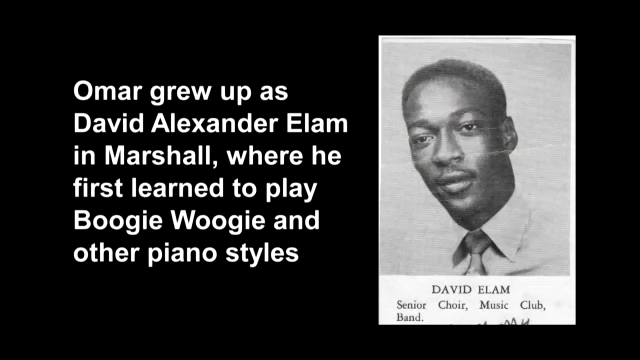 Omar grew up as
David Alexander Elam
in Marshall, where he
first learned to play
Boogie Woogie and
other piano styles
DAVID ELAM
Senior Choir, Music Club,
Band.